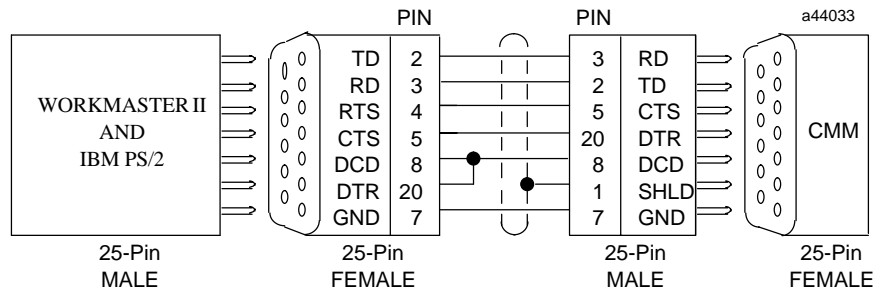 PIN PIN a44033
TD 2 3 RD
RD 3 2 TD
WORKMASTER II RTS 4 5 CTS
AND CTS 5 20 DTR CMM
IBM PS/2 DCD 8 8 DCD
DTR 20 1 SHLD
GND 7 7 GND
25-Pin 25-Pin 25-Pin 25-Pin
MALE FEMALE MALE FEMALE